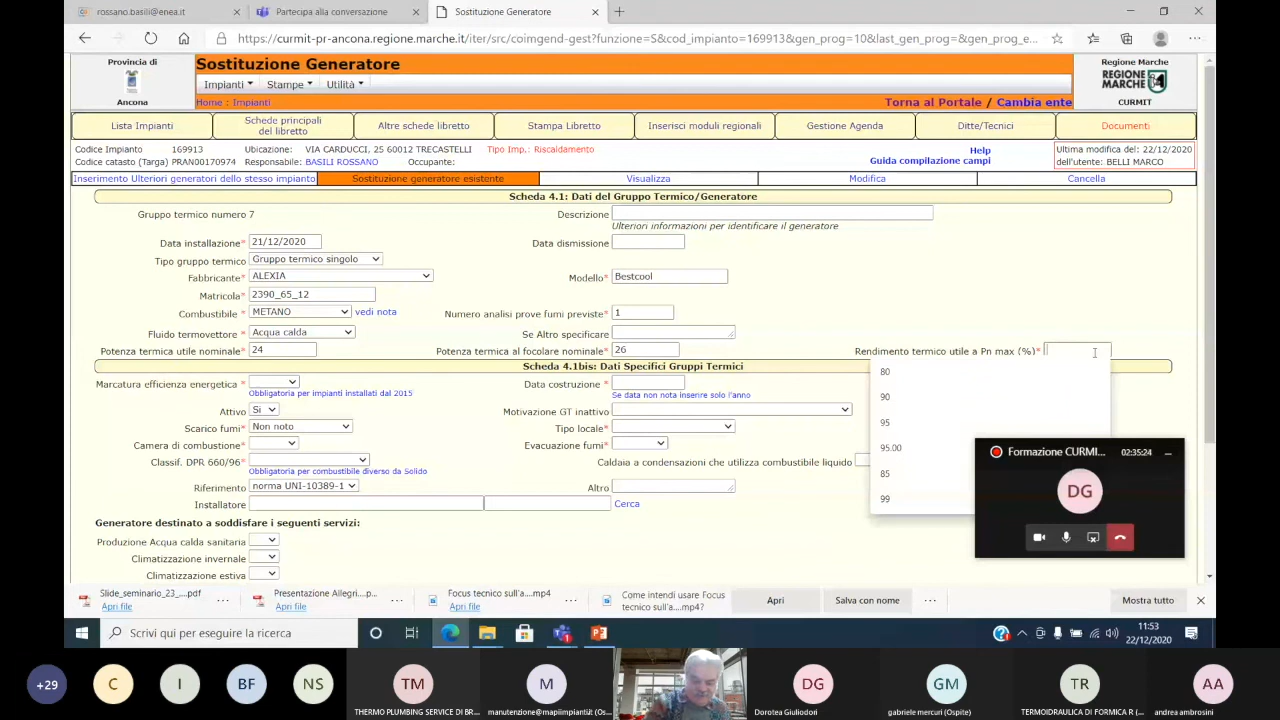 rossano.basili@enea.it
Partecipa alla conversazione
Sostituzione Generatore
https://curmit-pr-ancona.regione.marche.it/iter/src/coimgend-gest?funzione=S&cod_impianto=169913&gen_prog=10&last_gen_prog=&gen_prog_e...
Provincia di
Ancona
Sostituzione Generatore
Impianti Stampe Utilità
Home : Impianti
Torna al Portale / Cambia ente
Regione Marche
REGIONE
MARCHE
CURMIT
Lista Impianti
Schede principali
del libretto
Altre schede libretto
Stampa Libretto
Inserisci moduli regionali
Gestione Agenda
Ditte/Tecnici
Documenti
Codice Impianto 169913 Ubicazione: VIA CARDUCCI, 25 60012 TRECASTELLI Tipo Imp.: Riscaldamento
Codice catasto (Targa) PRAN00170974 Responsabile: BASILI ROSSANO Occupante:
Help
Guida compilazione campi
Ultima modifica del: 22/12/2020
dell'utente: BELLI MARCO
Inserimento Ulteriori generatori dello stesso impianto Sostituzione generatore esistente Visualizza Modifica Cancella
Scheda 4.1: Dati del Gruppo Termico/Generatore
Gruppo termico numero 7 Descrizione
Ulteriori informazioni per identificare il generatore
Data installazione* 21/12/2020 Data dismissione
Tipo gruppo termico Gruppo termico singolo
Fabbricante* ALEXIA Modello* Bestcool
Matricola* 2390_65_12
Combustibile* METANO vedi nota Numero analisi prove fumi previste* 1
Fluido termovettore* Acqua calda Se Altro specificare
Potenza termica utile nominale* 24 Potenza termica al focolare nominale* 26 Rendimento termico utile a Pn max (%)*
Scheda 4.1bis: Dati Specifici Gruppi Termici
80
90
95
95.00
85
99
Marcatura efficienza energetica* Data costruzione*
Obbligatoria per impianti installati dal 2015 Se data non nota inserire solo l'anno
Attivo Si Motivazione GT inattivo
Scarico fumi* Non noto Tipo locale*
Camera di combustione* Evacuazione fumi*
Classif. DPR 660/96* Caldaia a condensazioni che utilizza combustibile liquido
Obbligatoria per combustibile diverso da Solido
Riferimento norma UNI-10389-1 Altro
Installatore Cerca
Generatore destinato a soddisfare i seguenti servizi:
Produzione Acqua calda sanitaria
Climatizzazione invernale
Climatizzazione estiva
Formazione CURMI... 02:35:24
DG
Slide_seminario_23_....pdf
Apri file
Presentazione Allegri....p...
Apri file
Focus tecnico sull'a....mp4
Apri file
Come intendi usare Focus
tecnico sull'a....mp4?
Apri
Salva con nome
Mostra tutto
Scrivi qui per eseguire la ricerca
11:53
22/12/2020
+29
C
I
BF
NS
TM
THERMO PLUMBING SERVICE DI BR...
M
manutenzione@mapiimpianti.it (Os...
DG
Dorotea Giuliodori
GM
gabriele mercuri (Ospite)
TR
TERMOIDRAULICA DI FORMICA R (...
AA
andrea ambrosini